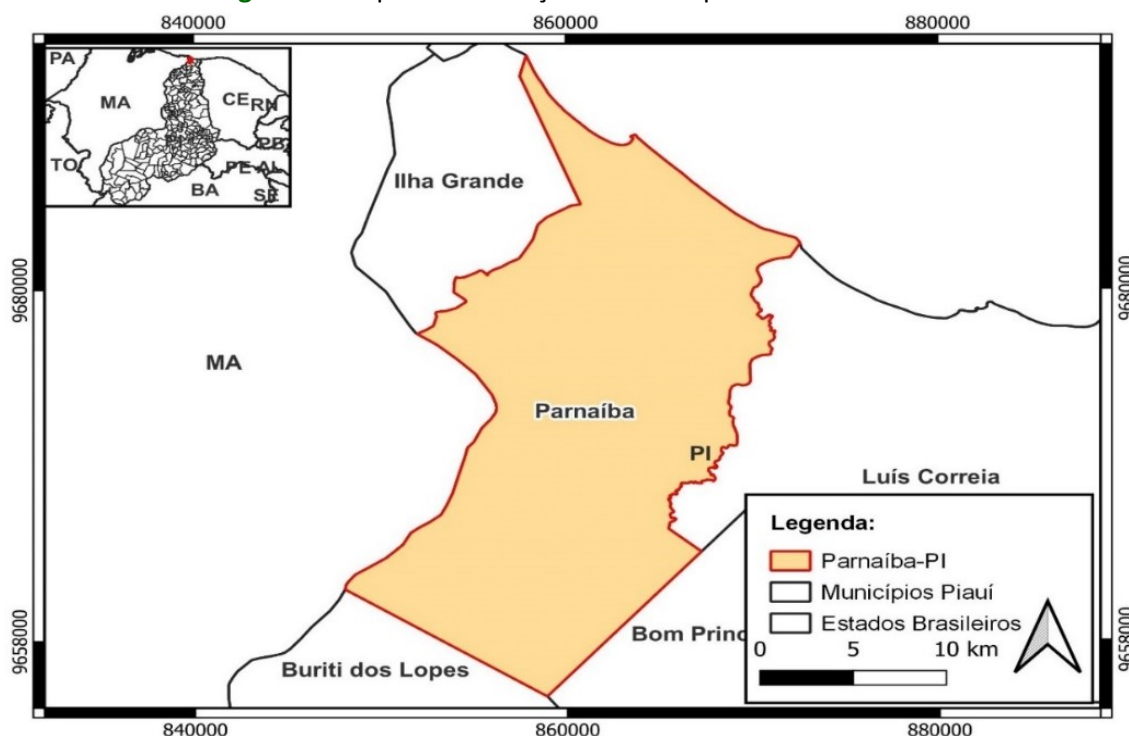 840000 860000 880000
PA
MA
CE
RN
PI
PB
TO
PE
AL
BA
SE
Ilha Grande
9680000
9680000
MA
Parnaíba
PI
Luís Correia
Legenda:
Parnaíba-PI
Municípios Piauí
Estados Brasileiros
0 5 10 km
Bom Princ
Buriti dos Lopes
9658000
9658000
840000 860000 880000